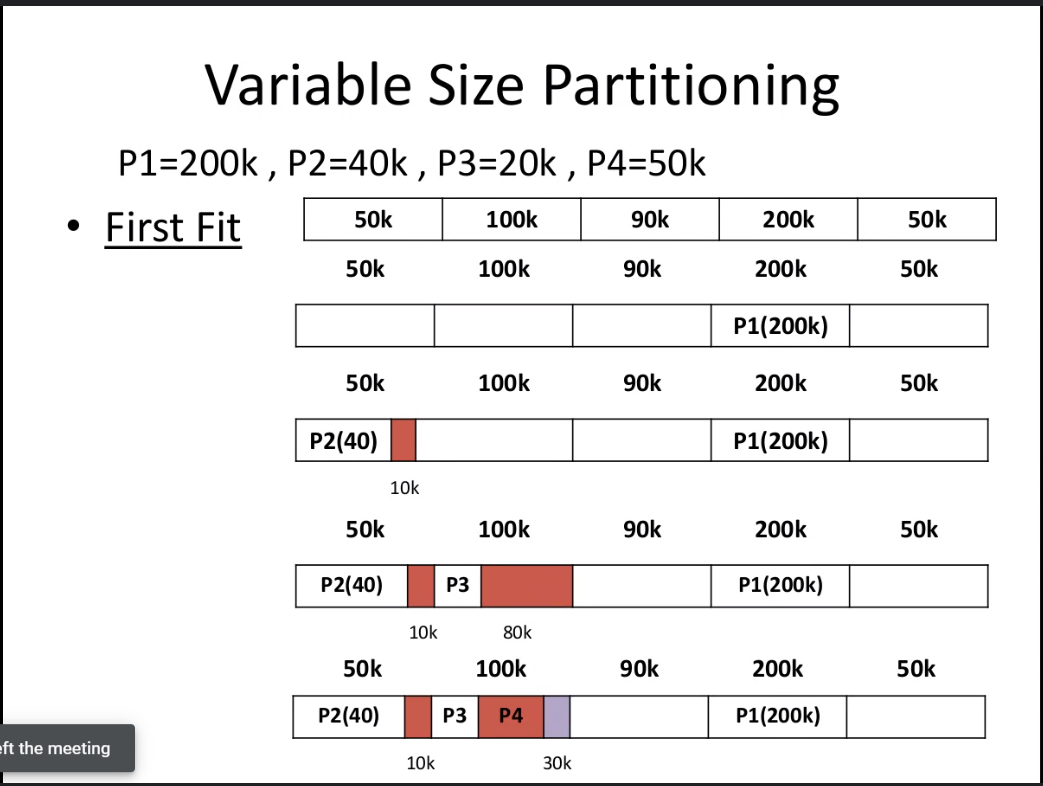 Variable Size Partitioning
P1=200k , P2=40k , P3=20k , P4=50k
• First Fit
50k 100k 90k 200k 50k
50k 100k 90k 200k 50k
P1(200k)
50k 100k 90k 200k 50k
P2(40) P1(200k)
10k
50k 100k 90k 200k 50k
P2(40) P3 P1(200k)
10k 80k
50k 100k 90k 200k 50k
P2(40) P3 P4 P1(200k)
eft the meeting
10k 30k